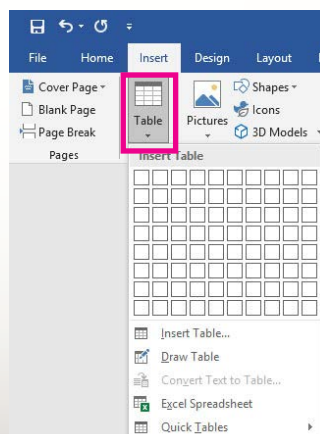 File Home Insert Design Layout
Cover Page
Blank Page
Page Break
Pages
Table
Pictures
Shapes
Icons
3D Models
Insert Table
Insert Table...
Draw Table
Convert Text to Table...
Excel Spreadsheet
Quick Tables